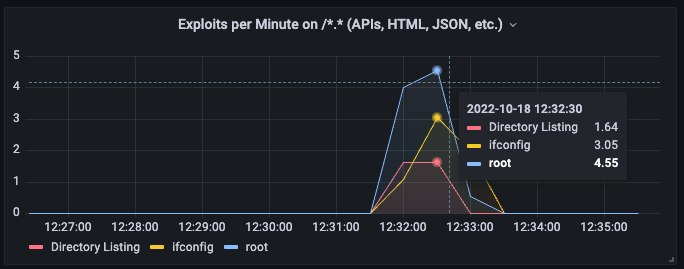 Exploits per Minute on /*.* (APIs, HTML, JSON, etc.)
5
4
3
2
1
0
2022-10-18 12:32:30
Directory Listing 1.64
ifconfig 3.05
root 4.55
12:27:00 12:28:00 12:29:00 12:30:00 12:31:00 12:32:00 12:33:00 12:34:00 12:35:00
Directory Listing ifconfig root